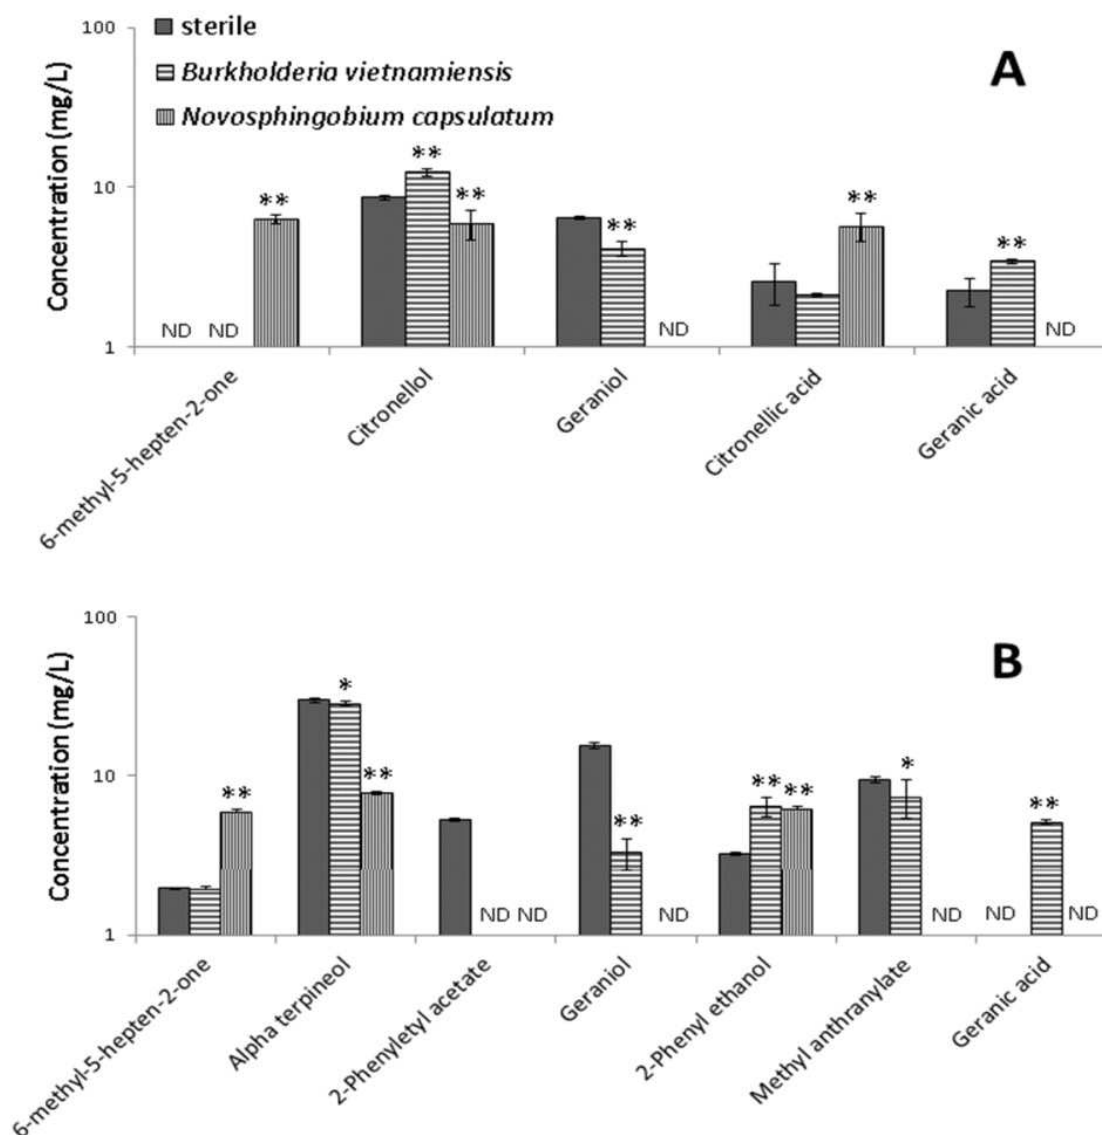 100
sterile
Burkholderia vietnamiensis
Novosphingobium capsulatum
A
Concentration (mg/L)
**
**
**
**
**
**
10
ND ND
ND
ND
1
6-methyl-5-hepten-2-one
Citronellol
Geraniol
Citronellic acid
Geranic acid
100
B
Concentration (mg/L)
*
**
**
**
** **
*
**
10
ND ND
ND
ND
ND
ND
1
6-methyl-5-hepten-2-one
Alpha terpineol
2-Phenyletyl acetate
Geraniol
2-Phenyl ethanol
Methyl anthranylate
Geranic acid